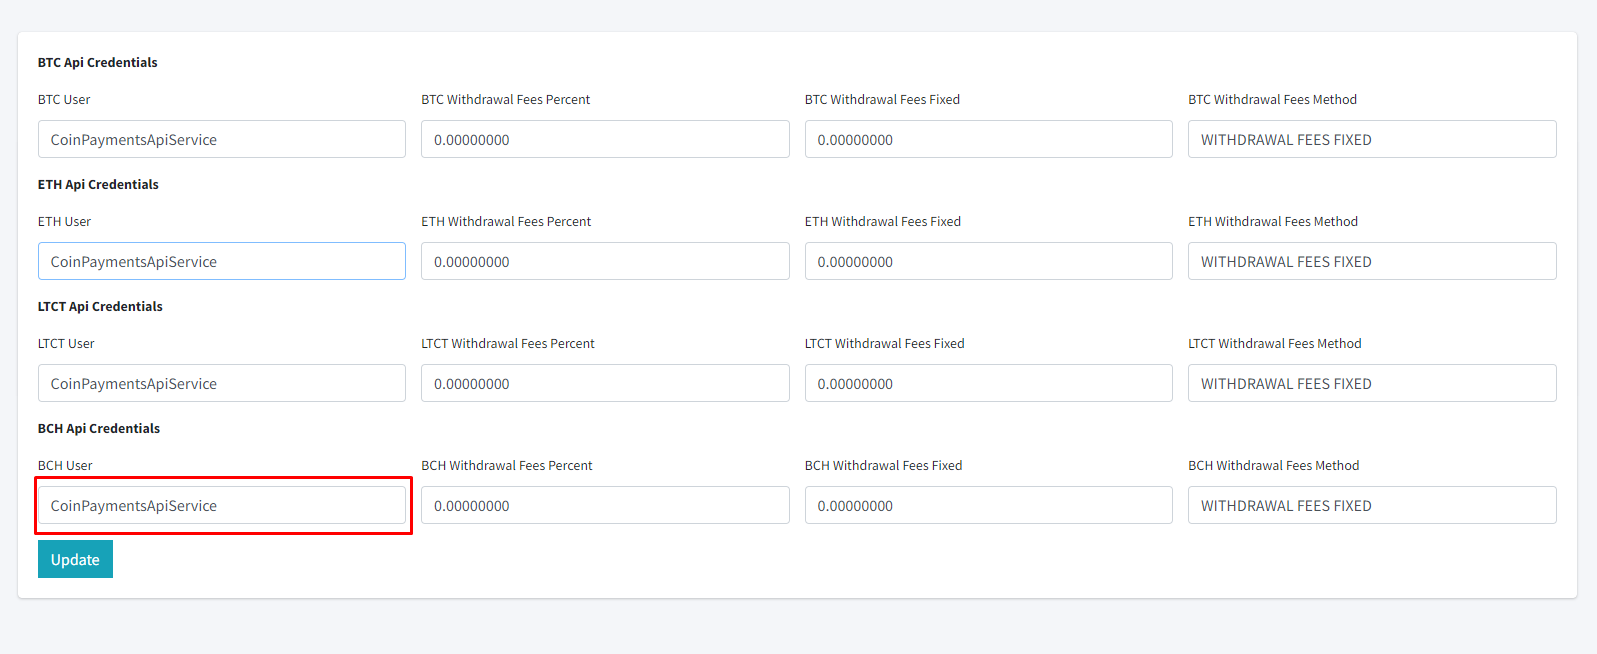 BTC Api Credentials
BTC User BTC Withdrawal Fees Percent BTC Withdrawal Fees Fixed BTC Withdrawal Fees Method
CoinPaymentsApiService 0.00000000 0.00000000 WITHDRAWAL FEES FIXED
ETH Api Credentials
ETH User ETH Withdrawal Fees Percent ETH Withdrawal Fees Fixed ETH Withdrawal Fees Method
CoinPaymentsApiService 0.00000000 0.00000000 WITHDRAWAL FEES FIXED
LTCT Api Credentials
LTCT User LTCT Withdrawal Fees Percent LTCT Withdrawal Fees Fixed LTCT Withdrawal Fees Method
CoinPaymentsApiService 0.00000000 0.00000000 WITHDRAWAL FEES FIXED
BCH Api Credentials
BCH User BCH Withdrawal Fees Percent BCH Withdrawal Fees Fixed BCH Withdrawal Fees Method
CoinPaymentsApiService 0.00000000 0.00000000 WITHDRAWAL FEES FIXED
Update